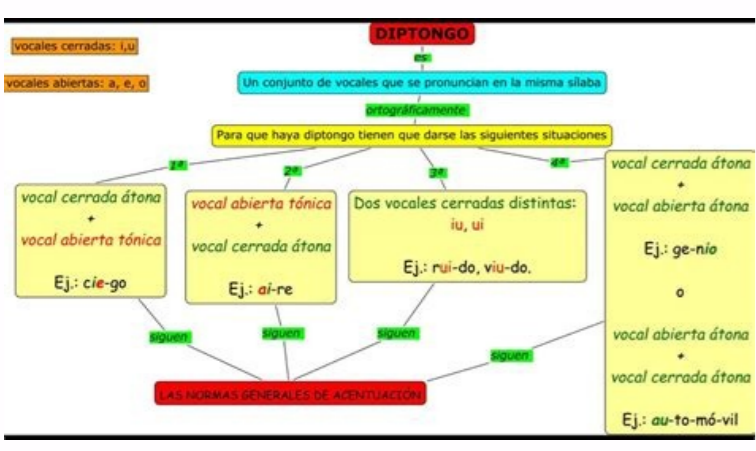 DIPTONGO
vocales cerradas: i,u
es
vocales abiertas: a, e, o
Un conjunto de vocales que se pronuncian en la misma sílaba
ortográficamente
Para que haya diptongo tienen que darse las siguientes situaciones
1ª
2ª
3ª
4ª
vocal cerrada átona
+
vocal abierta tónica
Ej.: cie-go
vocal abierta tónica
+
vocal cerrada átona
Ej.: ai-re
Dos vocales cerradas distintas:
iu, ui
Ej.: rui-do, viu-do.
vocal cerrada átona
+
vocal abierta átona
Ej.: ge-nio
o
vocal abierta átona
+
vocal cerrada átona
Ej.: au-to-mó-vil
siguen
siguen
siguen
siguen
LAS NORMAS GENERALES DE ACENTUACIÓN